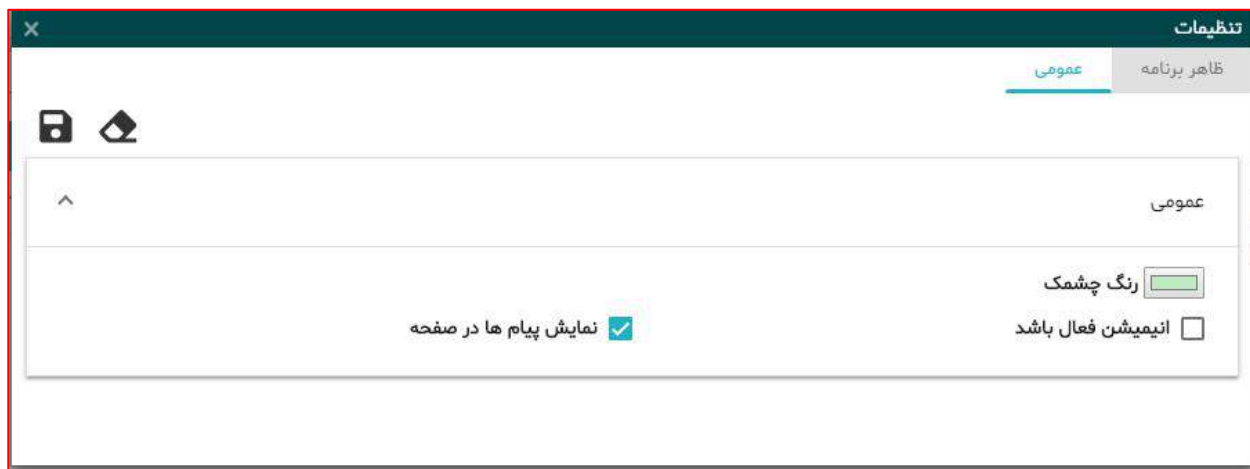 تنظیمات
ظاهر برنامه عمومی
عمومی
رنگ چشمک
انیمیشن فعال باشد نمایش پیام ها در صفحه